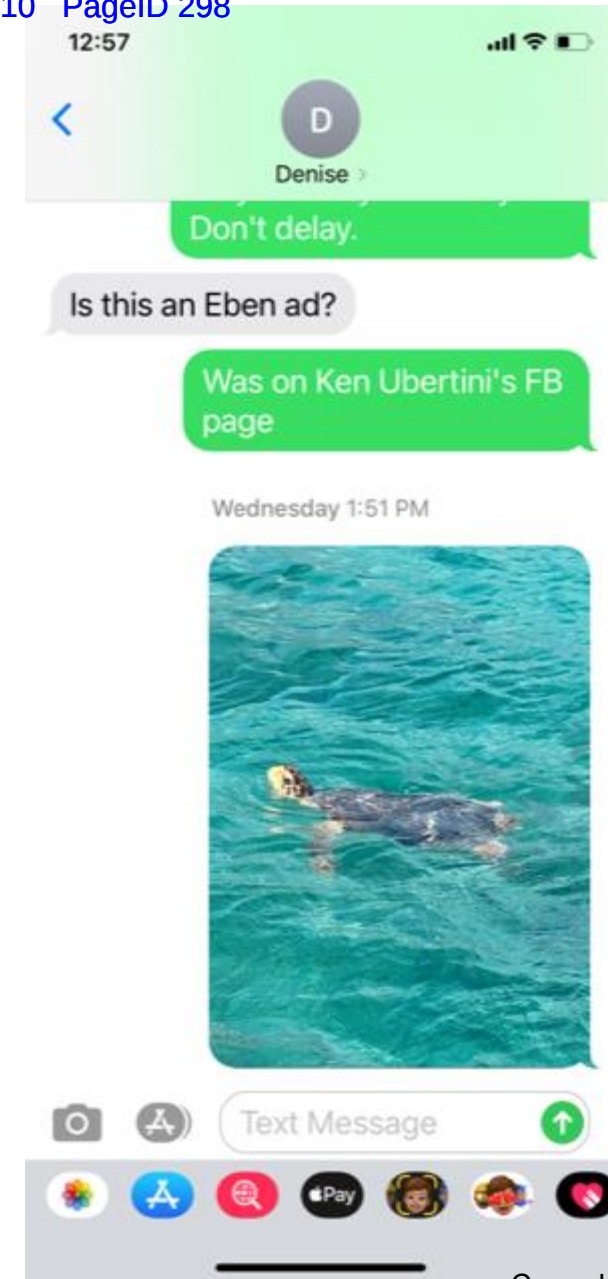 10 PageID 298
12:57
D
Denise
Don't delay.
Is this an Eben ad?
Was on Ken Ubertini's FB
page
Wednesday 1:51 PM
Text Message
Pay